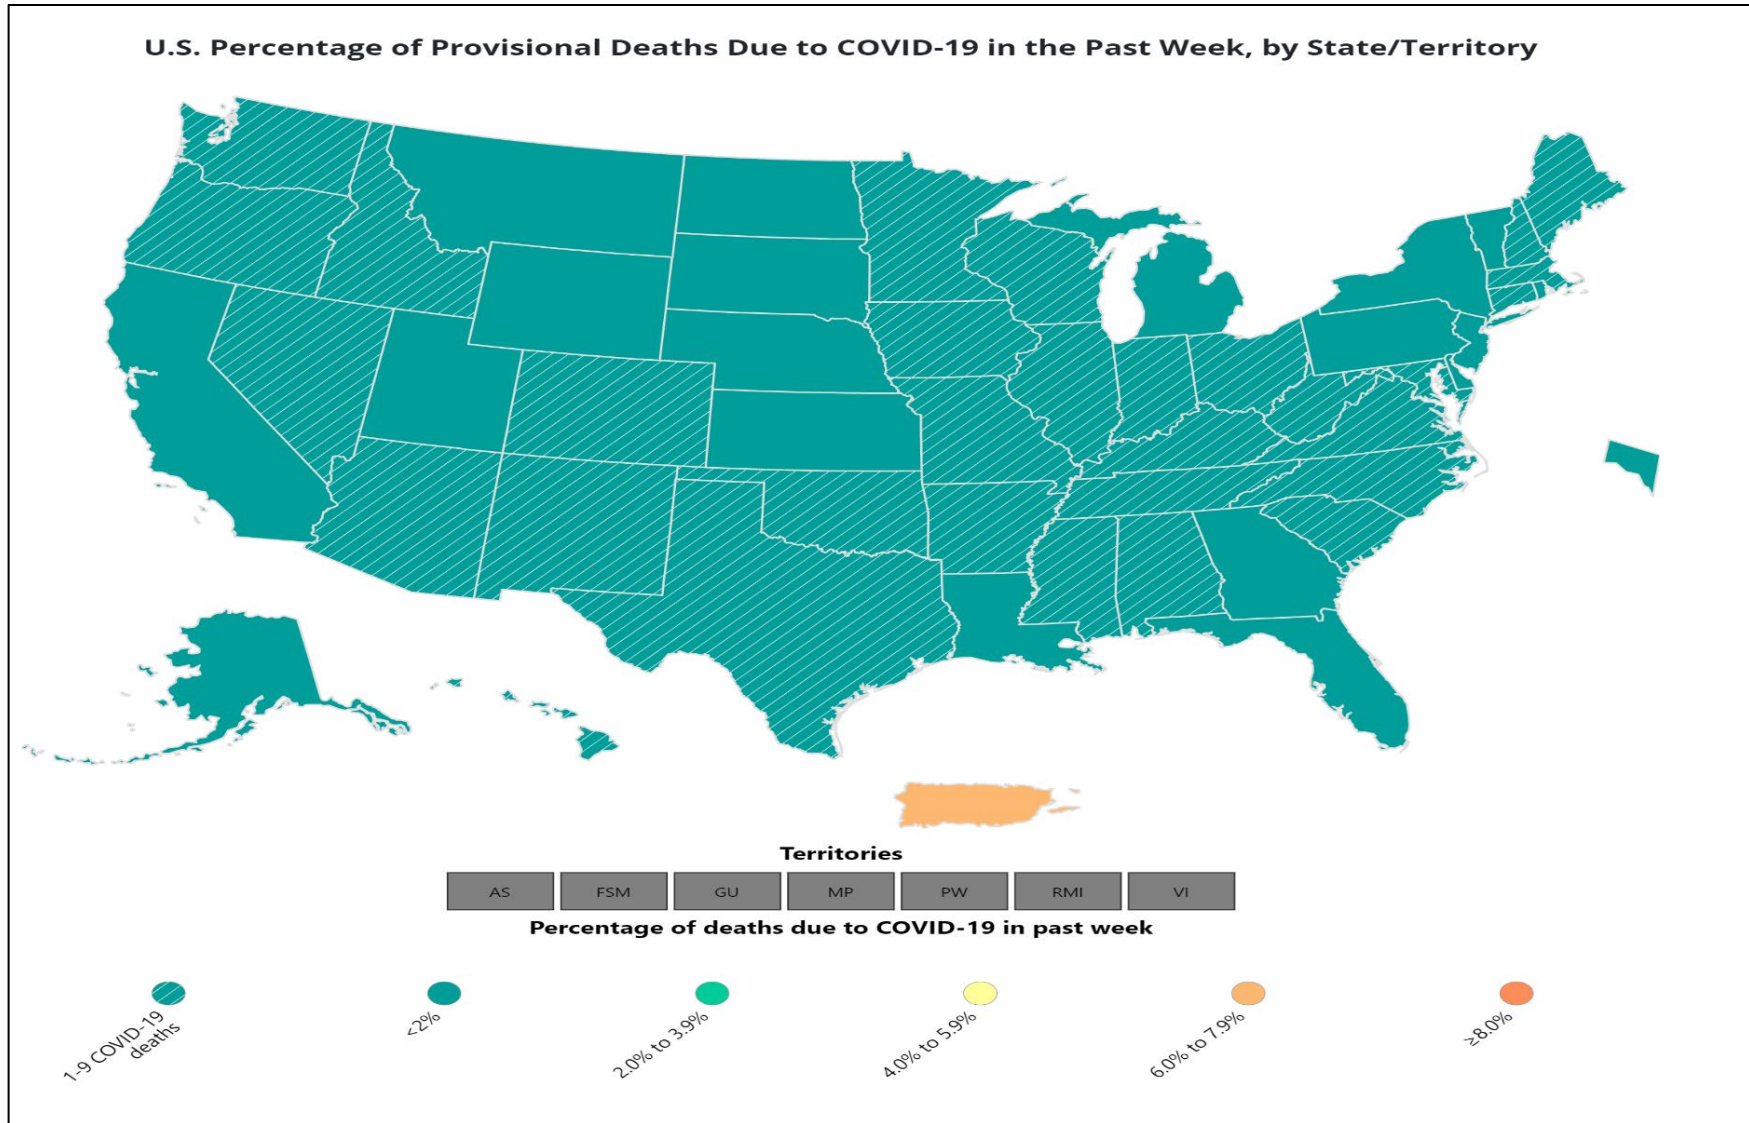 U.S. Percentage of Provisional Deaths Due to COVID-19 in the Past Week, by State/Territory
Territories
AS FSM GU MP PW RMI VI
Percentage of deaths due to COVID-19 in past week
1-9 COVID-19
deaths
<2%
2.0% to 3.9%
4.0% to 5.9%
6.0% to 7.9%
≥8.0%